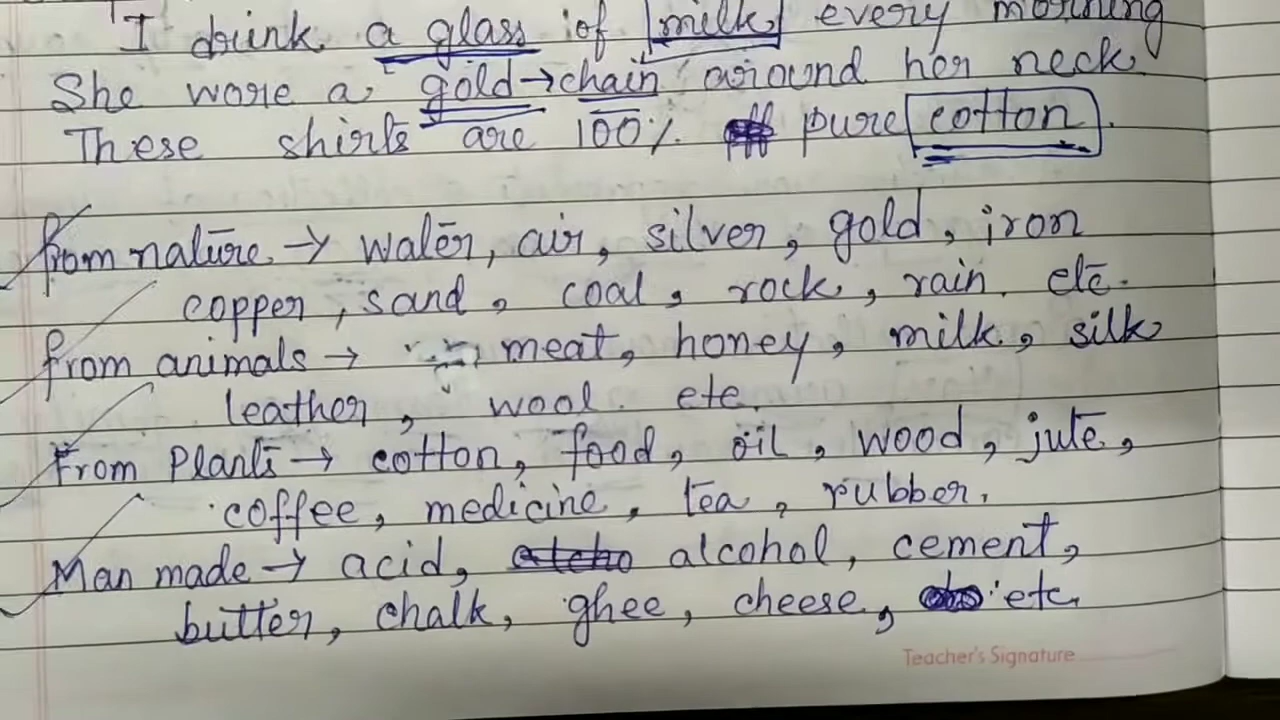 I drink a glass of milk every morning
She wore a gold → chain around her neck
These shirts are 100% pure cotton.
from nature → water, air, silver, gold, iron
copper, sand, coal, rock, rain. etc.
from animals → meat, honey, milk, silk
leather, wool. etc.
From Plants → cotton, food, oil, wood, jute,
coffee, medicine, tea, rubber.
Man made → acid, alcohol, cement,
butter, chalk, ghee, cheese, etc.
Teacher's Signature